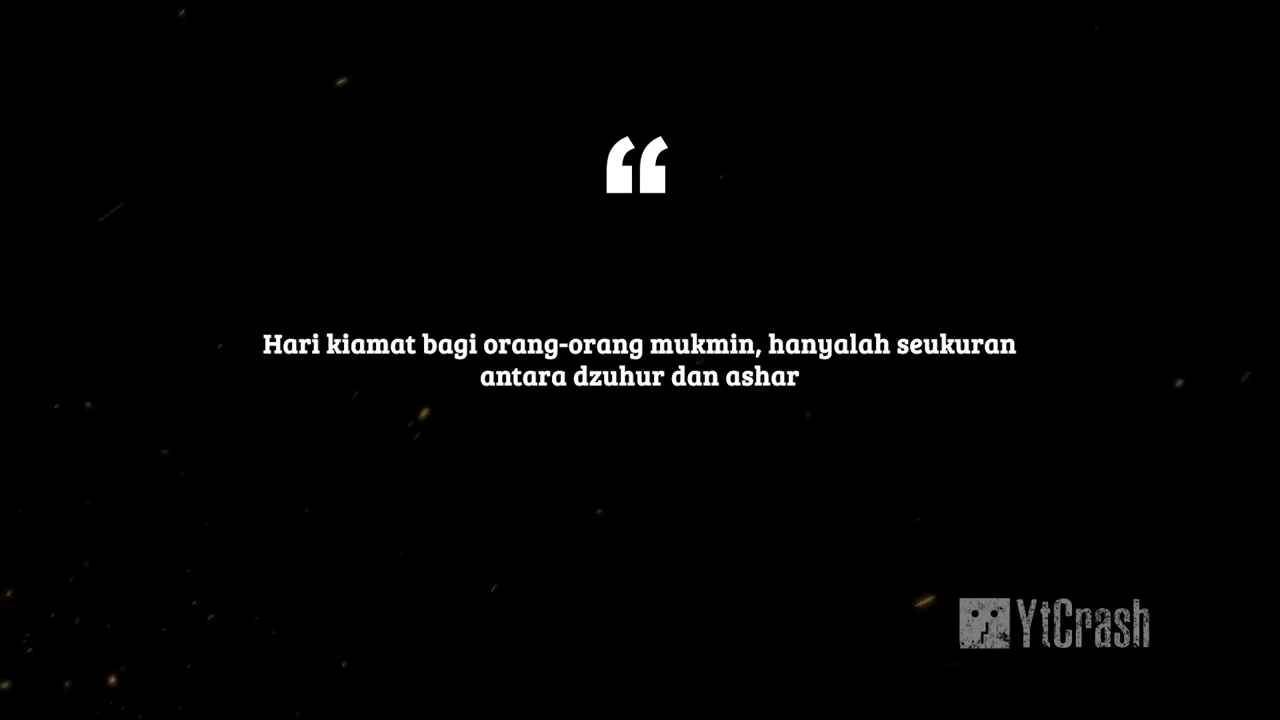 “
Hari kiamat bagi orang-orang mukmin, hanyalah seukuran
antara dzuhur dan ashar
YtCrash